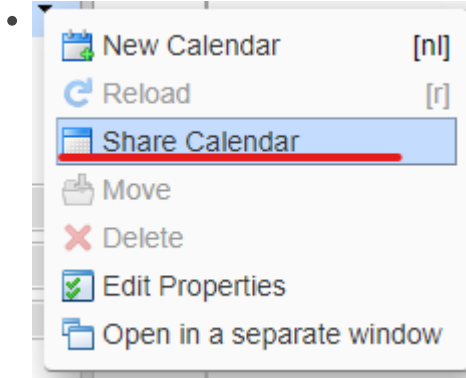 New Calendar [nl]
Reload [r]
Share Calendar
Move
Delete
Edit Properties
Open in a separate window